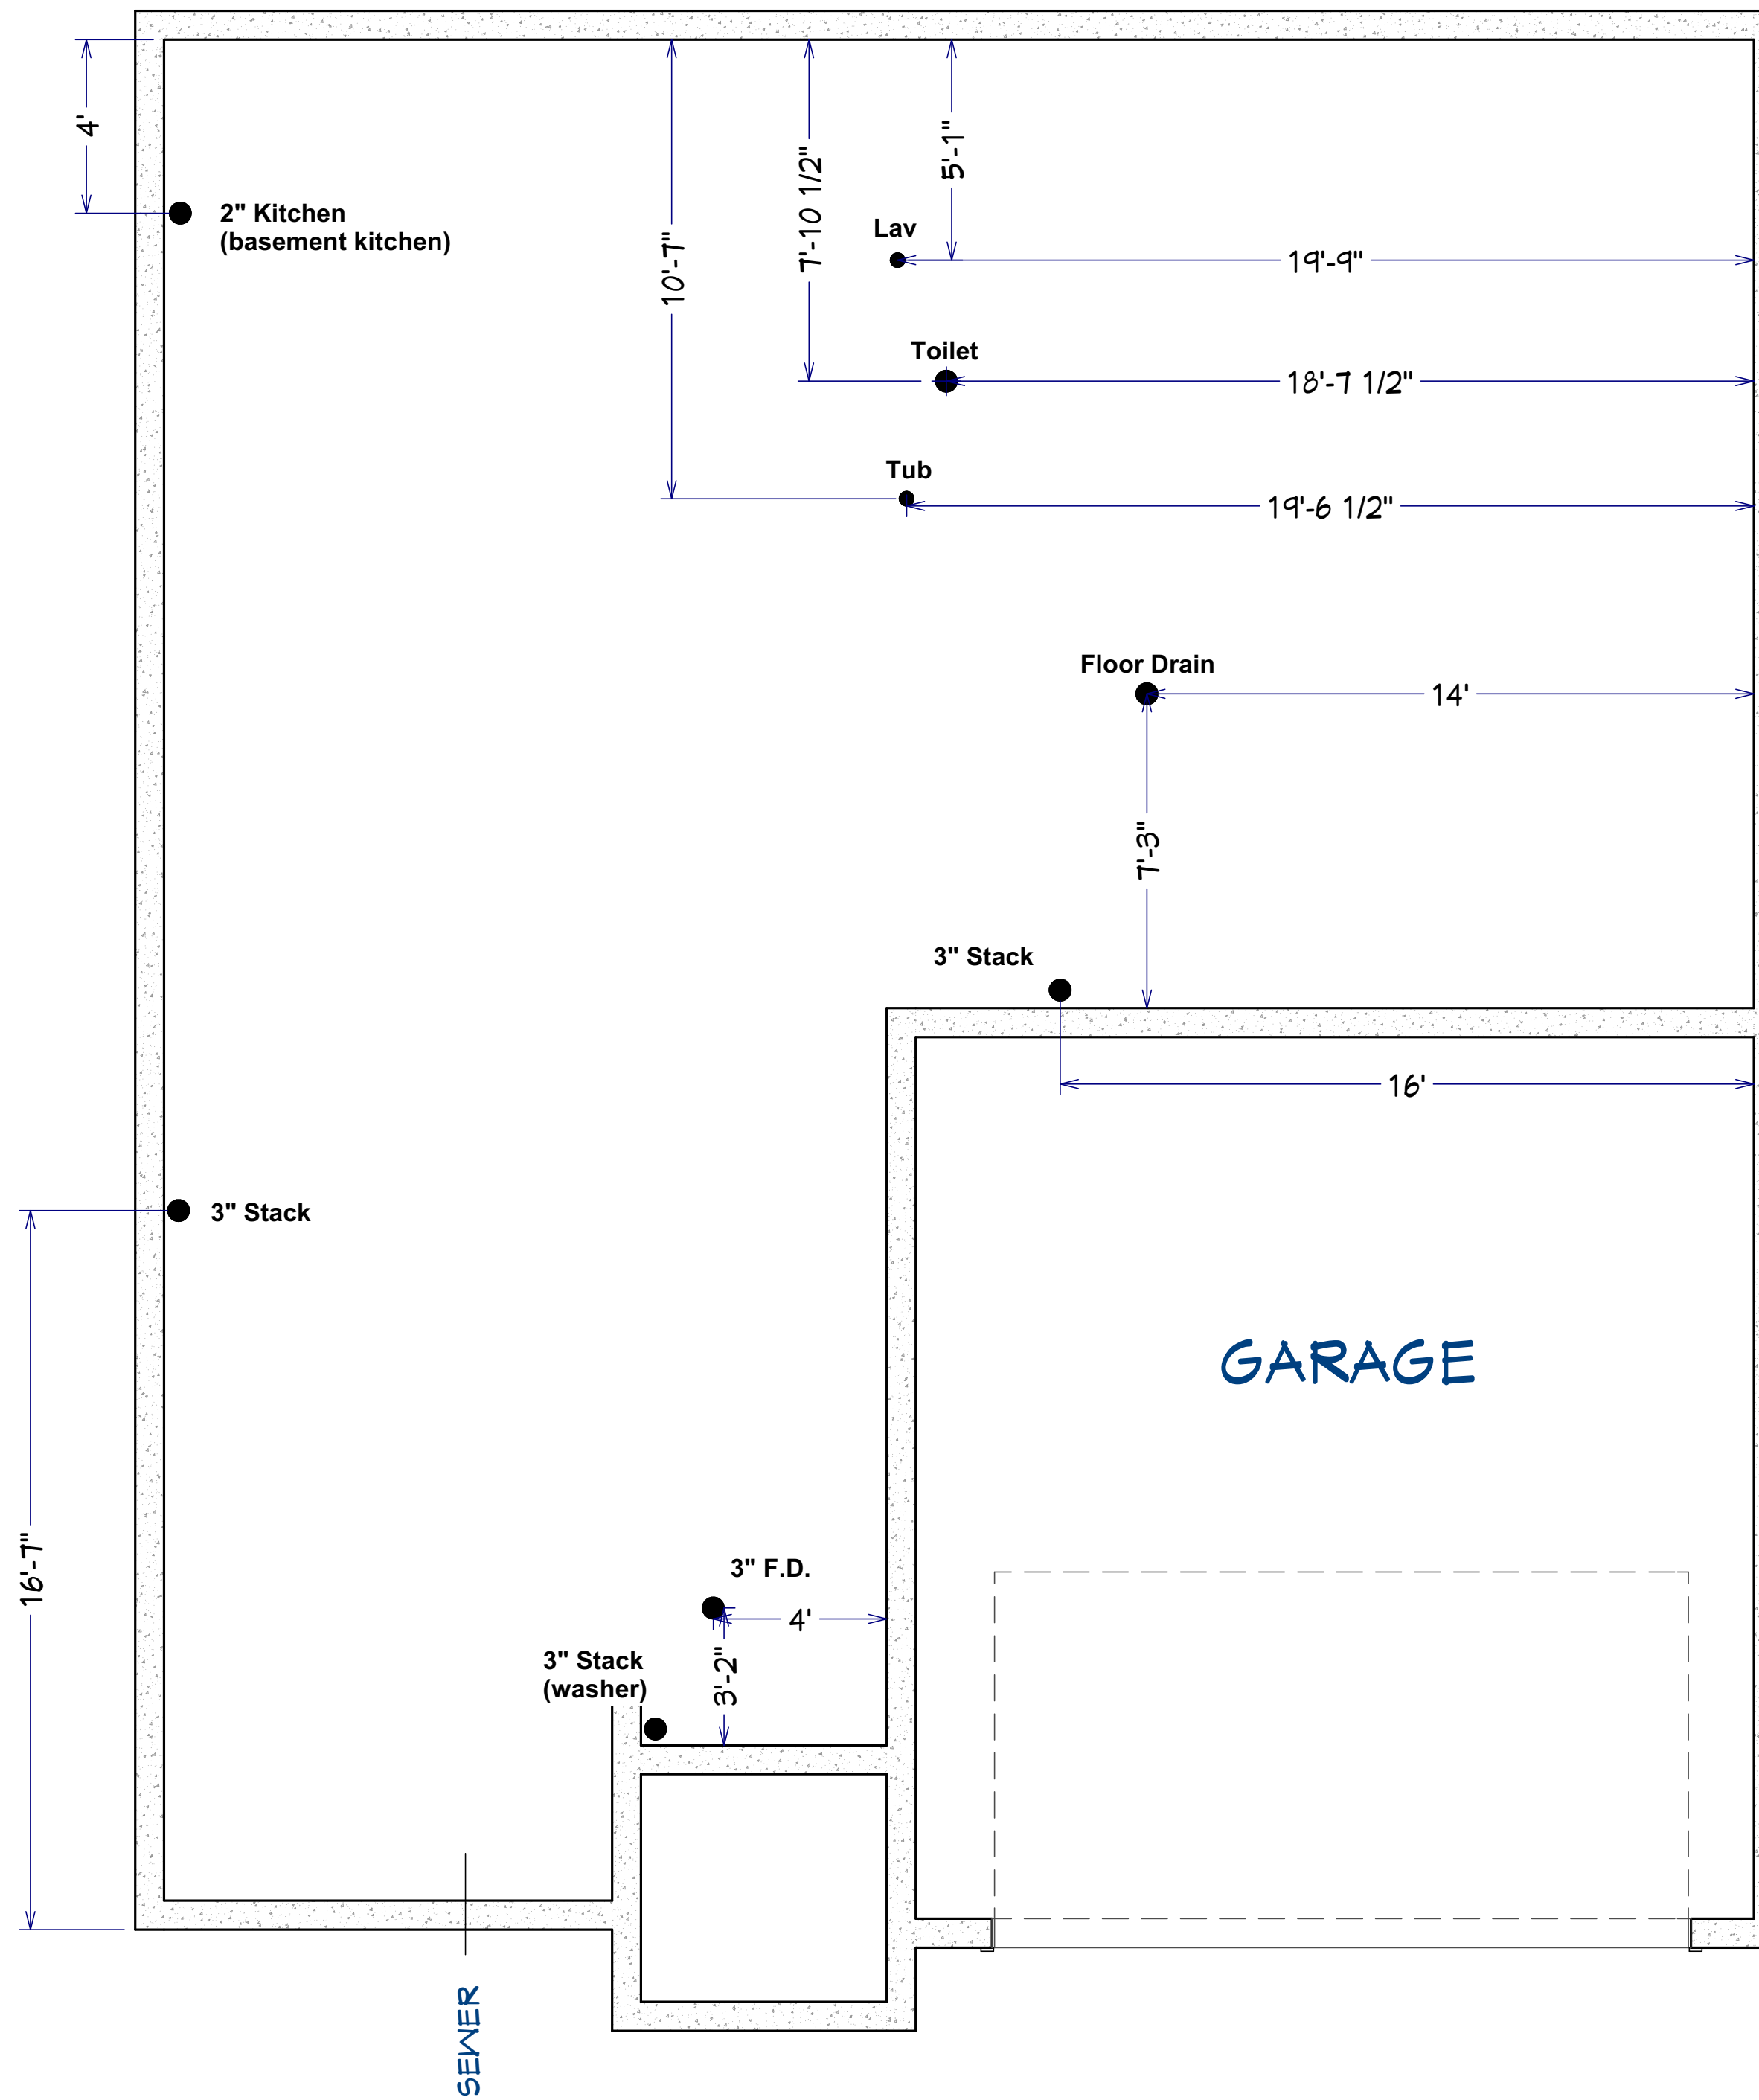 4'
5'-1"
7'-10 1/2"
10'-7"
2" Kitchen
(basement kitchen)
Lav
19'-9"
Toilet
18'-7 1/2"
Tub
19'-6 1/2"
Floor Drain
14'
7'-3"
3" Stack
16'
3" Stack
GARAGE
16'-7"
3" F.D.
4'
3'-2"
3" Stack
(washer)
SEWER